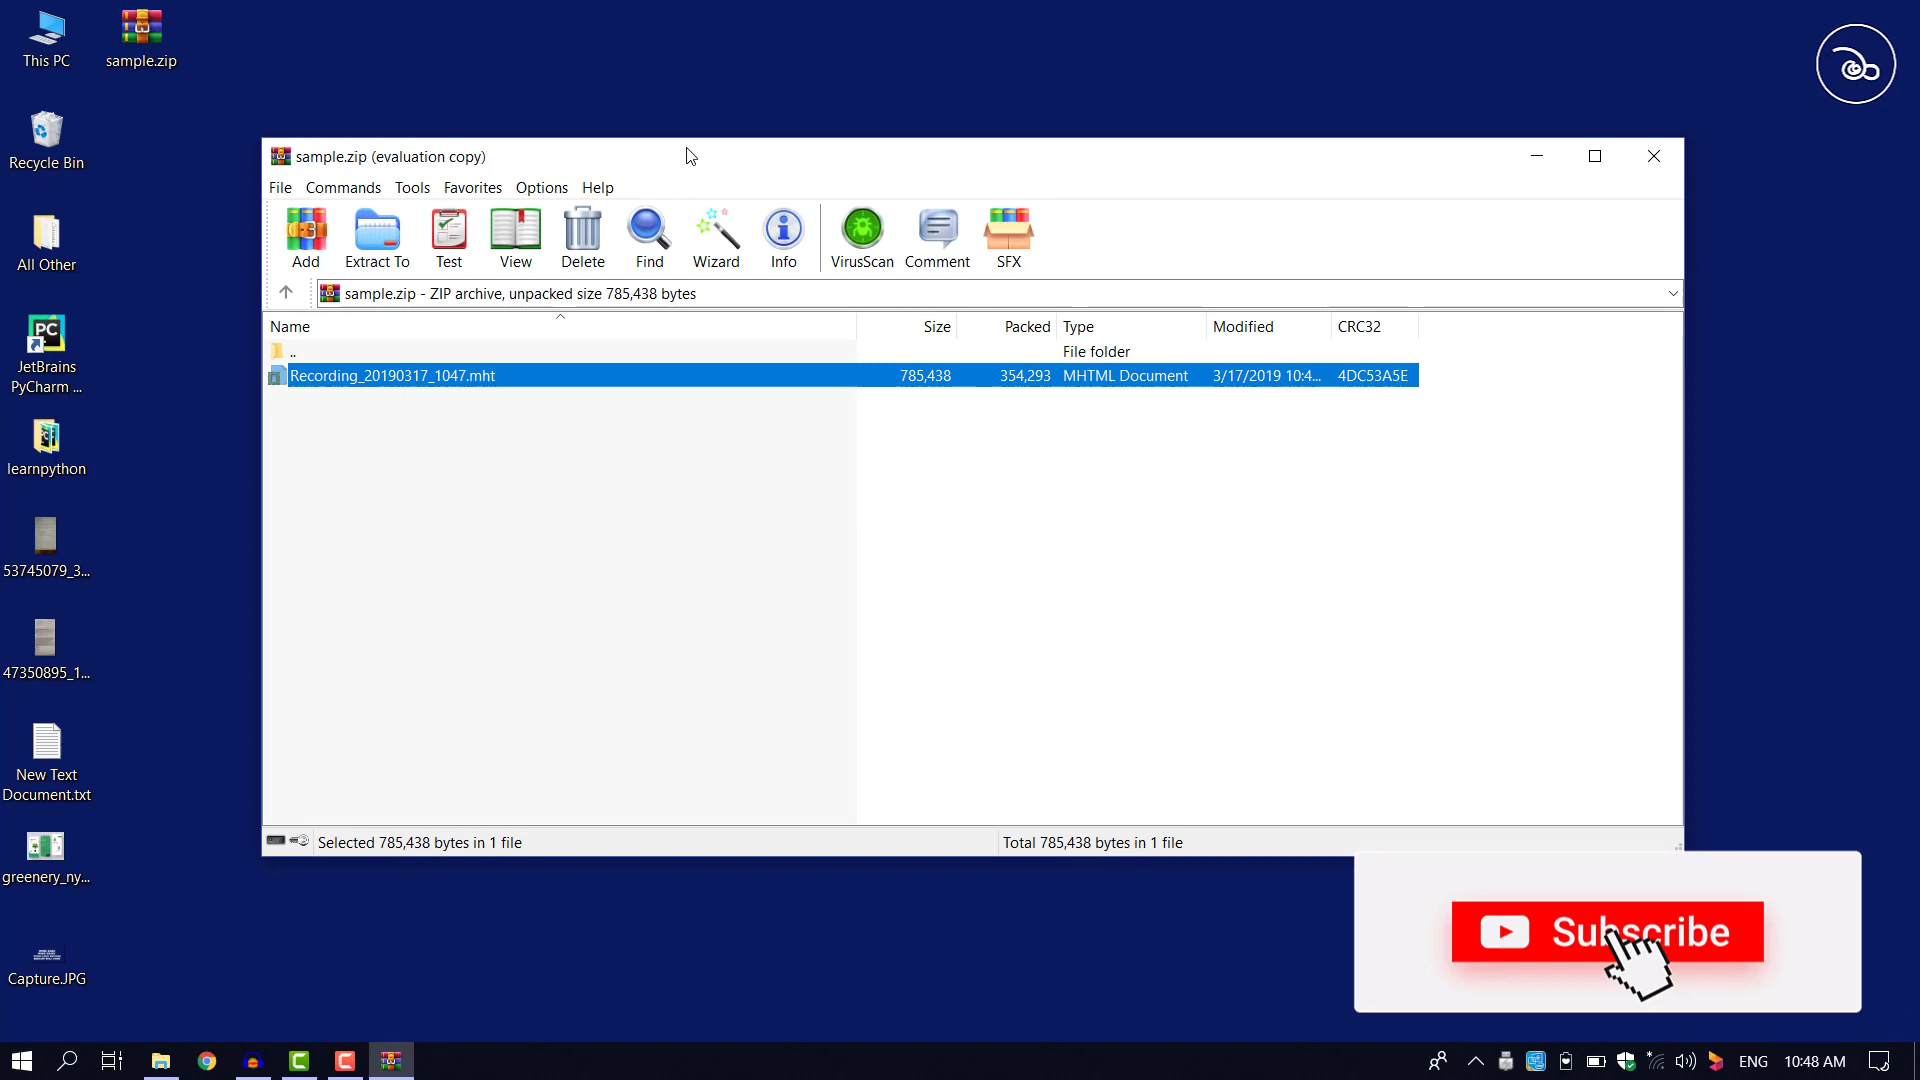 This PC
sample.zip
Recycle Bin
All Other
JetBrains
PyCharm ...
learnpython
53745079_3...
47350895_1...
New Text
Document.txt
greenery_ny...
Capture.JPG
sample.zip (evaluation copy)
File Commands Tools Favorites Options Help
Add Extract To Test View Delete Find Wizard Info VirusScan Comment SFX
sample.zip - ZIP archive, unpacked size 785,438 bytes
Name Size Packed Type Modified CRC32
.. File folder
Recording_20190317_1047.mht 785,438 354,293 MHTML Document 3/17/2019 10:4... 4DC53A5E
Selected 785,438 bytes in 1 file Total 785,438 bytes in 1 file
Subscribe
ENG 10:48 AM